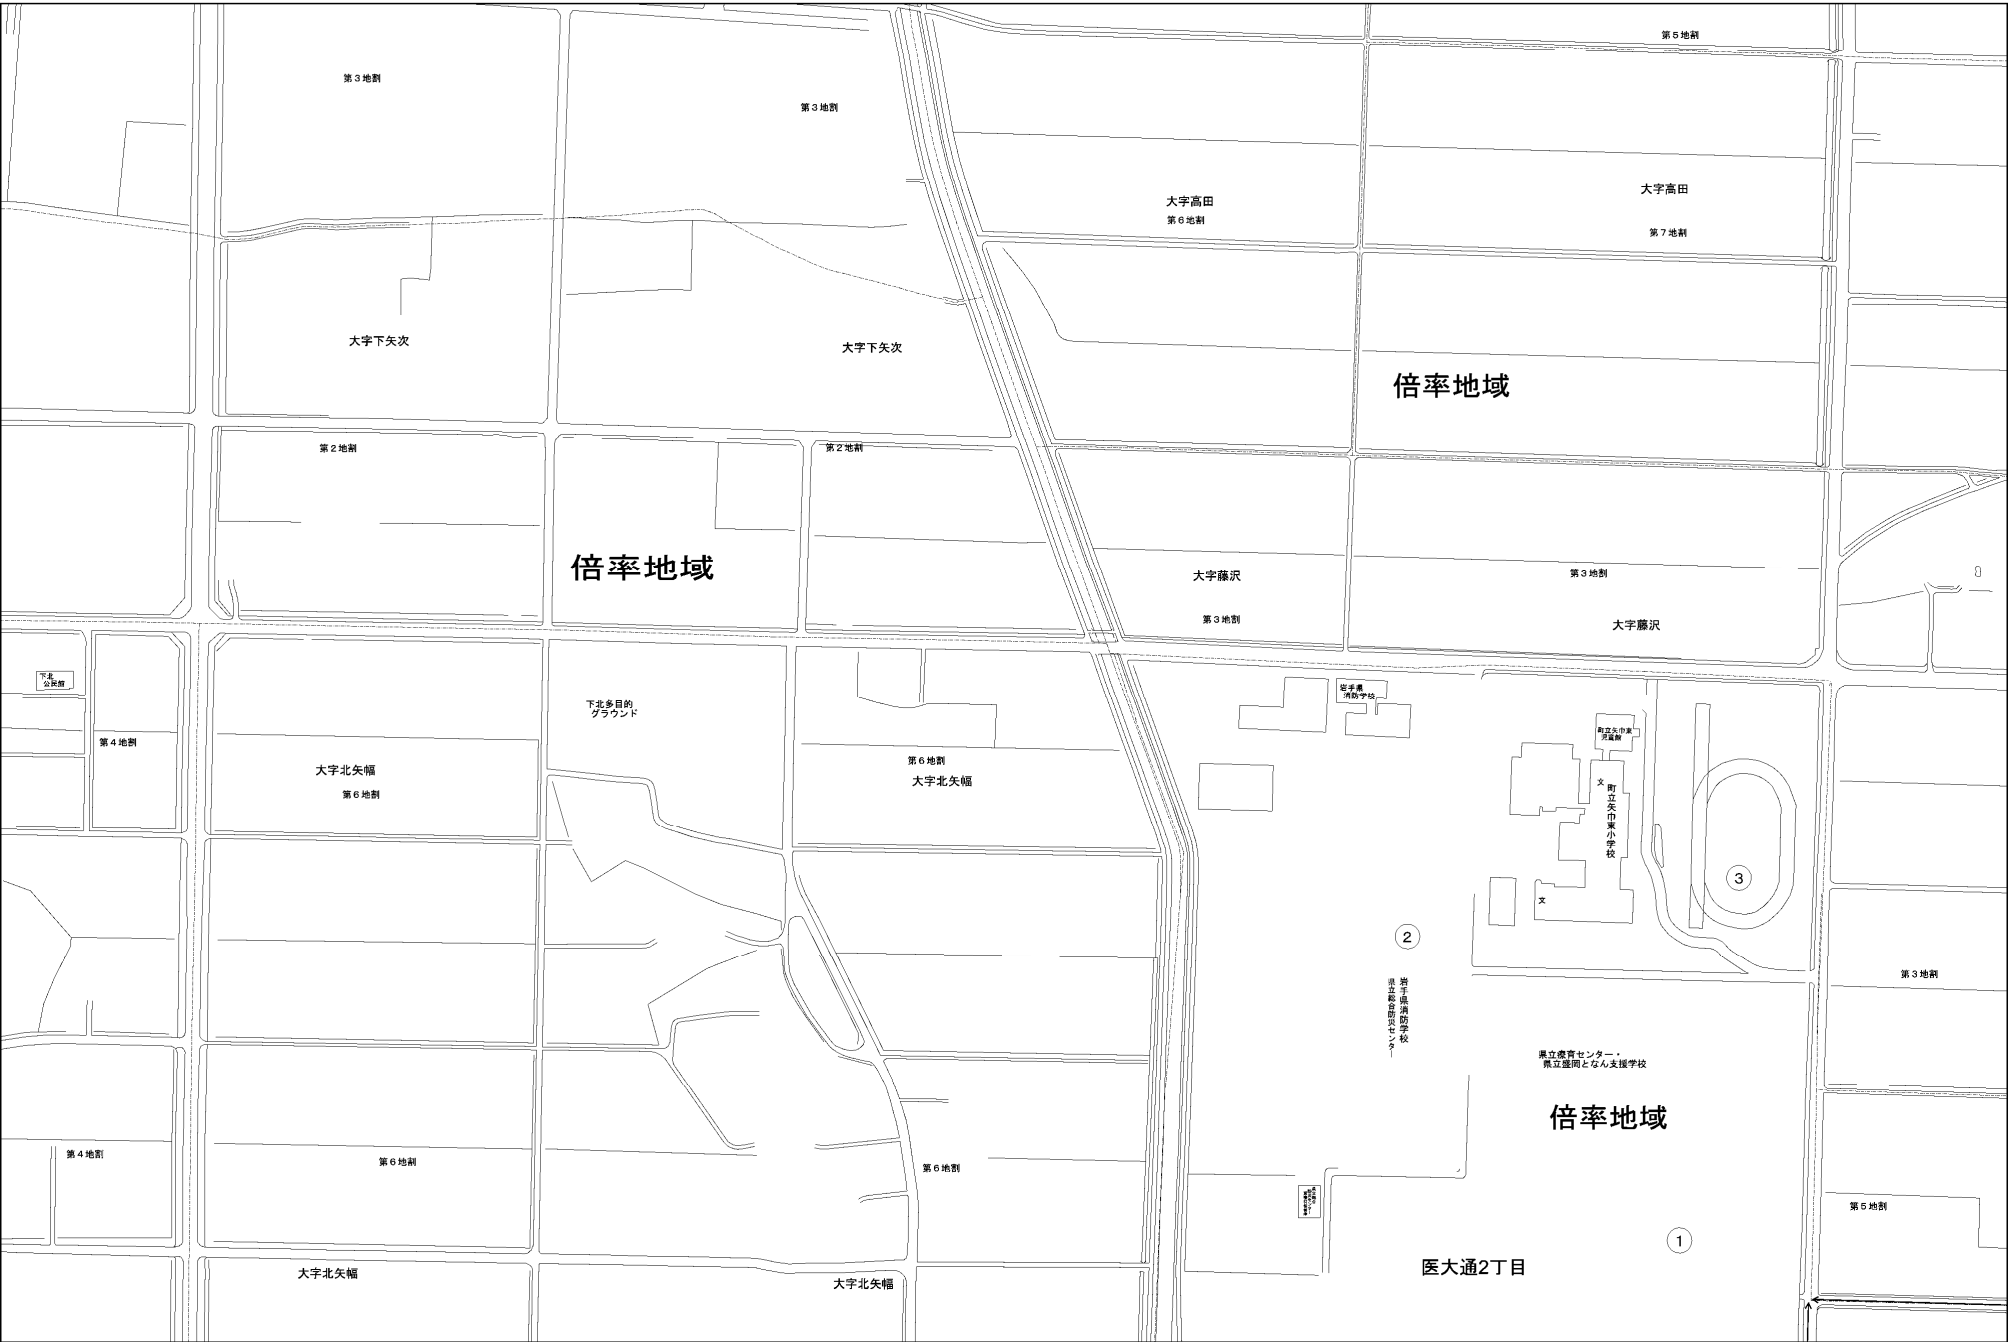 第５地割
第３地割
第３地割
大字高田
第６地割
大字高田
第７地割
大字下矢次
大字下矢次
倍率地域
第２地割
第２地割
倍率地域
大字藤沢
第３地割
第３地割
大字藤沢
下北
公民館
下北多目的
グラウンド
岩手県
消防学校
町立矢巾東
児童館
第４地割
大字北矢幅
第６地割
第６地割
大字北矢幅
文
町立矢巾東小学校
文
③
②
岩手県消防学校
県立総合防災センター
第３地割
県立療育センター・
県立盛岡となん支援学校
倍率地域
第４地割
第６地割
第６地割
第５地割
①
医大通2丁目
大字北矢幅
大字北矢幅